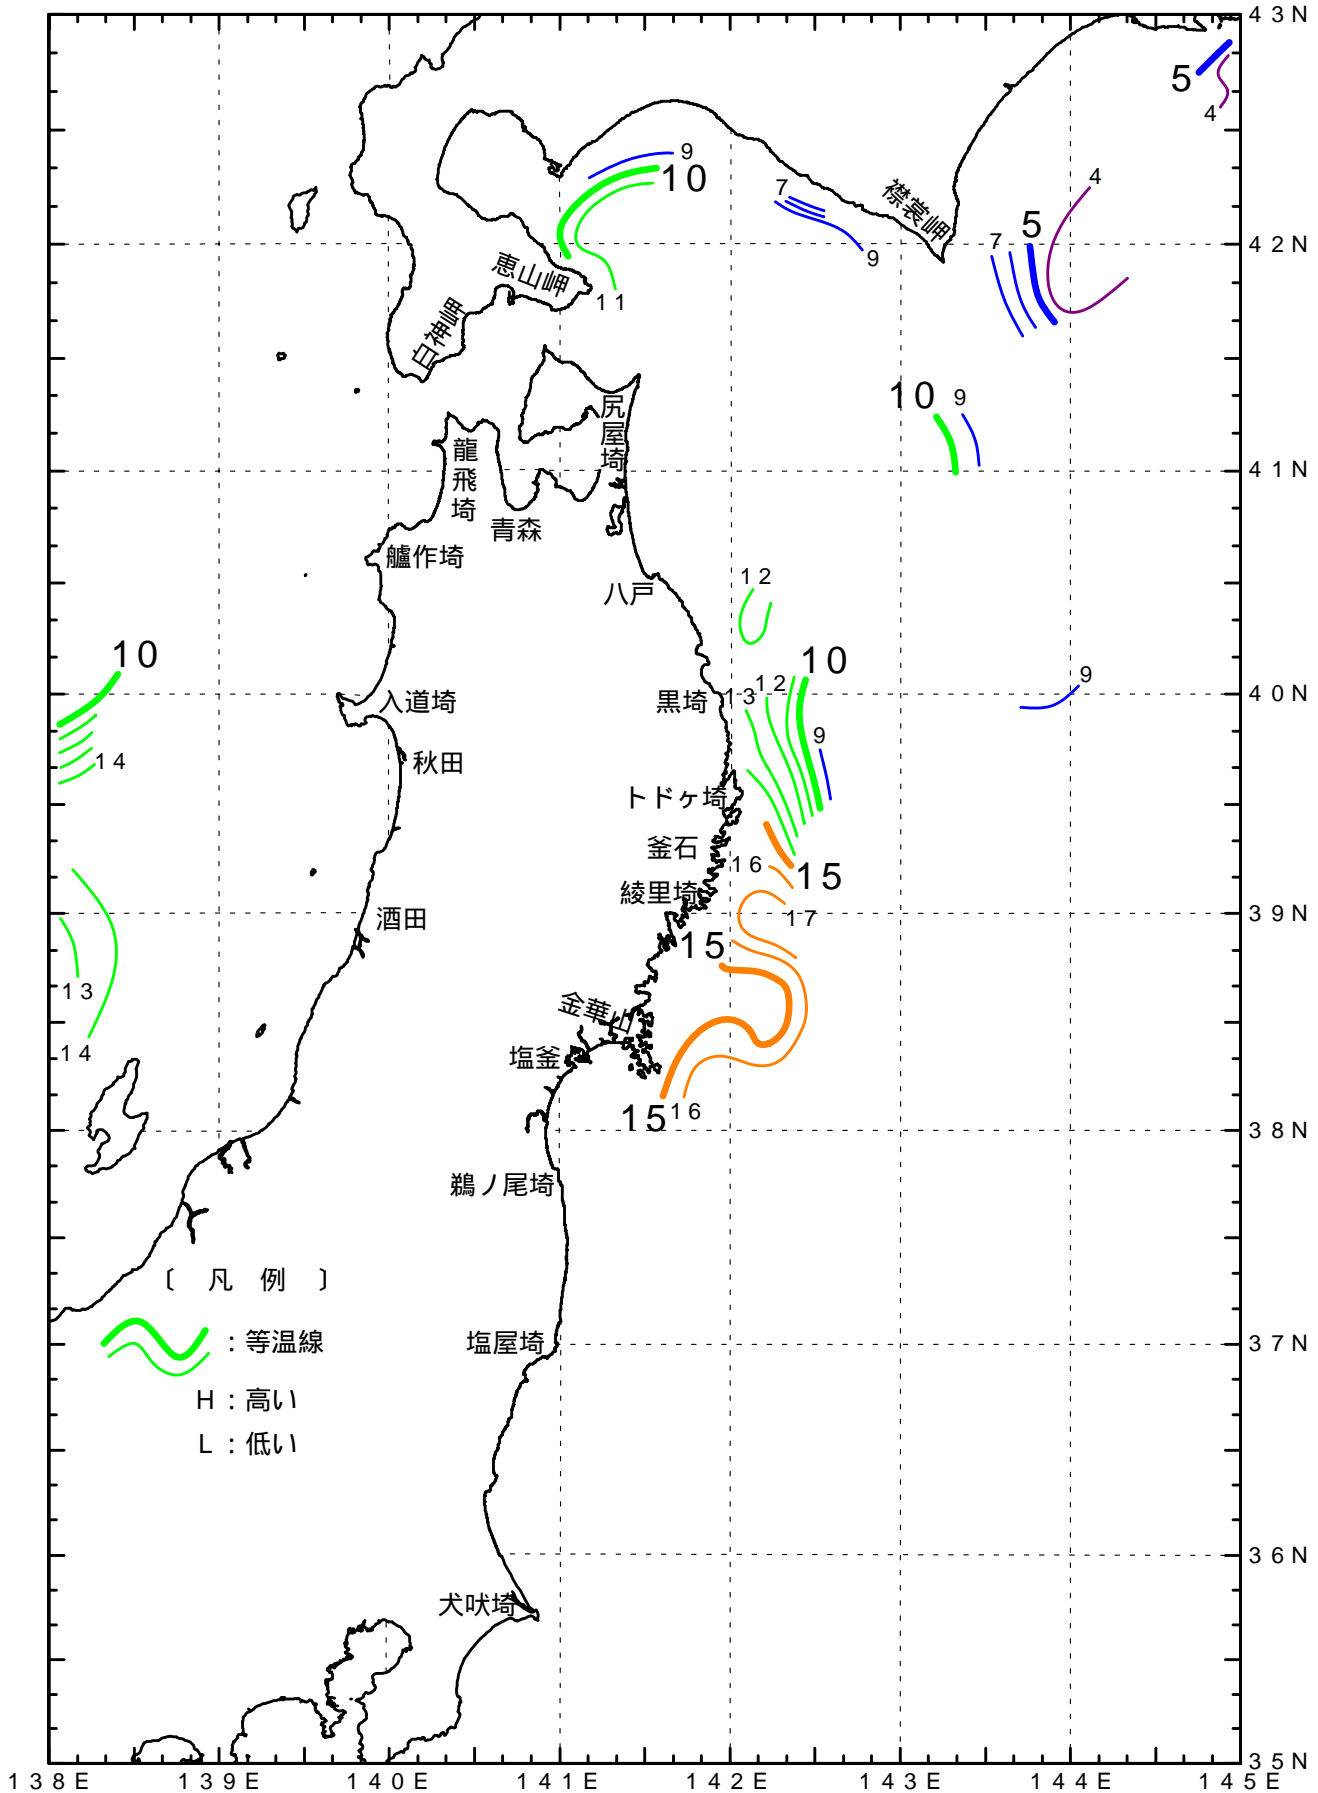 43N
5
4
9
10
7
襟裳岬
4
9
42N
7
5
恵山岬
11
白神岬
10
9
尻屋埼
龍飛埼
41N
青森
艫作埼
八戸
12
10
10
9
40N
入道埼
黒埼
13
12
9
秋田
14
トドヶ埼
釜石
16
15
綾里埼
17
39N
酒田
15
13
金華山
14
塩釜
15
16
38N
鵜ノ尾埼
〔 凡 例 〕
：等温線
塩屋埼
37N
H：高い
L：低い
36N
犬吠埼
35N
138E 139E 140E 141E 142E 143E 144E 145E